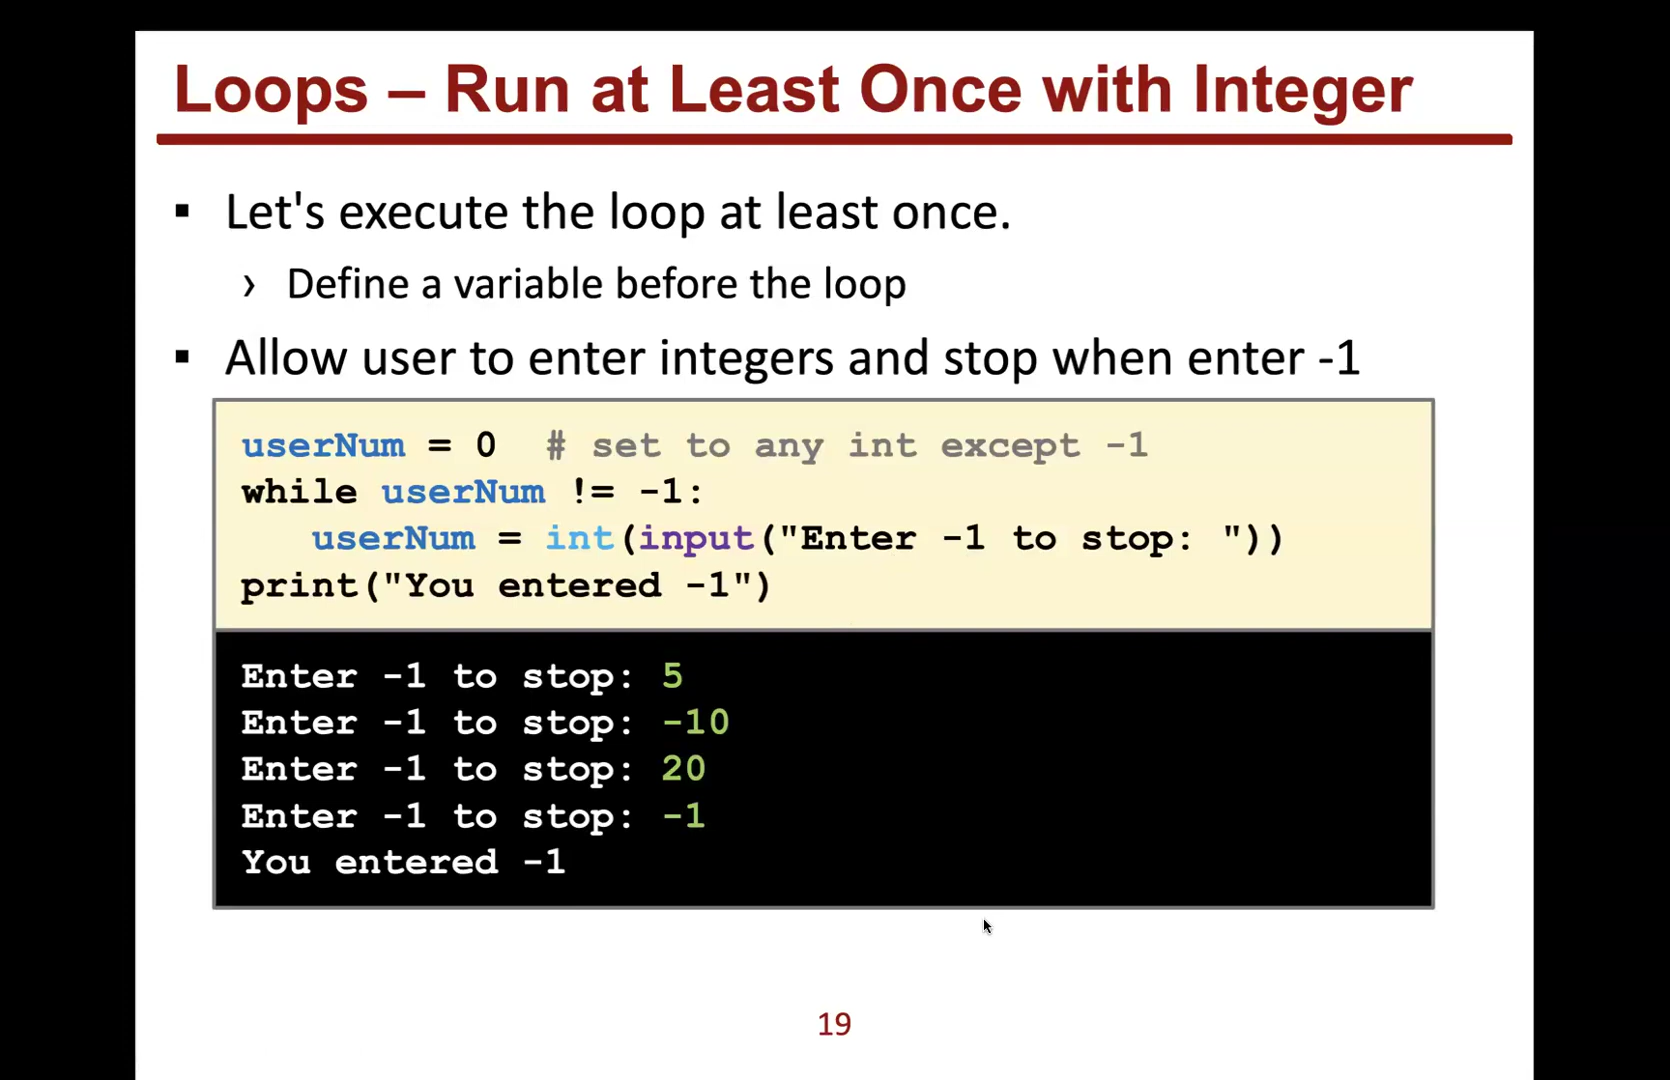 Loops – Run at Least Once with Integer
▪ Let's execute the loop at least once.
› Define a variable before the loop
▪ Allow user to enter integers and stop when enter -1
userNum = 0  # set to any int except -1
while userNum != -1:
   userNum = int(input("Enter -1 to stop: "))
print("You entered -1")
Enter -1 to stop: 5
Enter -1 to stop: -10
Enter -1 to stop: 20
Enter -1 to stop: -1
You entered -1
19